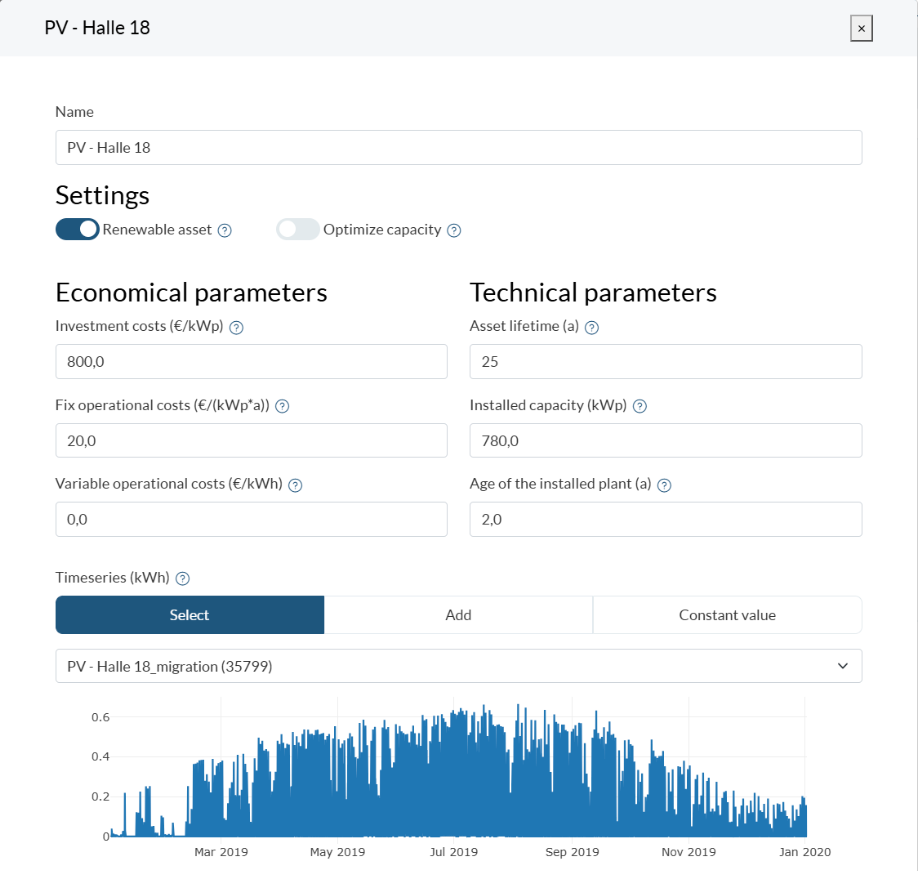 PV - Halle 18
×
Name
PV - Halle 18
Settings
Renewable asset ? Optimize capacity ?
Economical parameters
Technical parameters
Investment costs (€/kWp) ?
Asset lifetime (a) ?
800,0
25
Fix operational costs (€/(kWp*a)) ?
Installed capacity (kWp) ?
20,0
780,0
Variable operational costs (€/kWh) ?
Age of the installed plant (a) ?
0,0
2,0
Timeseries (kWh) ?
Select Add Constant value
PV - Halle 18_migration (35799)
0.6
0.4
0.2
0
Mar 2019 May 2019 Jul 2019 Sep 2019 Nov 2019 Jan 2020